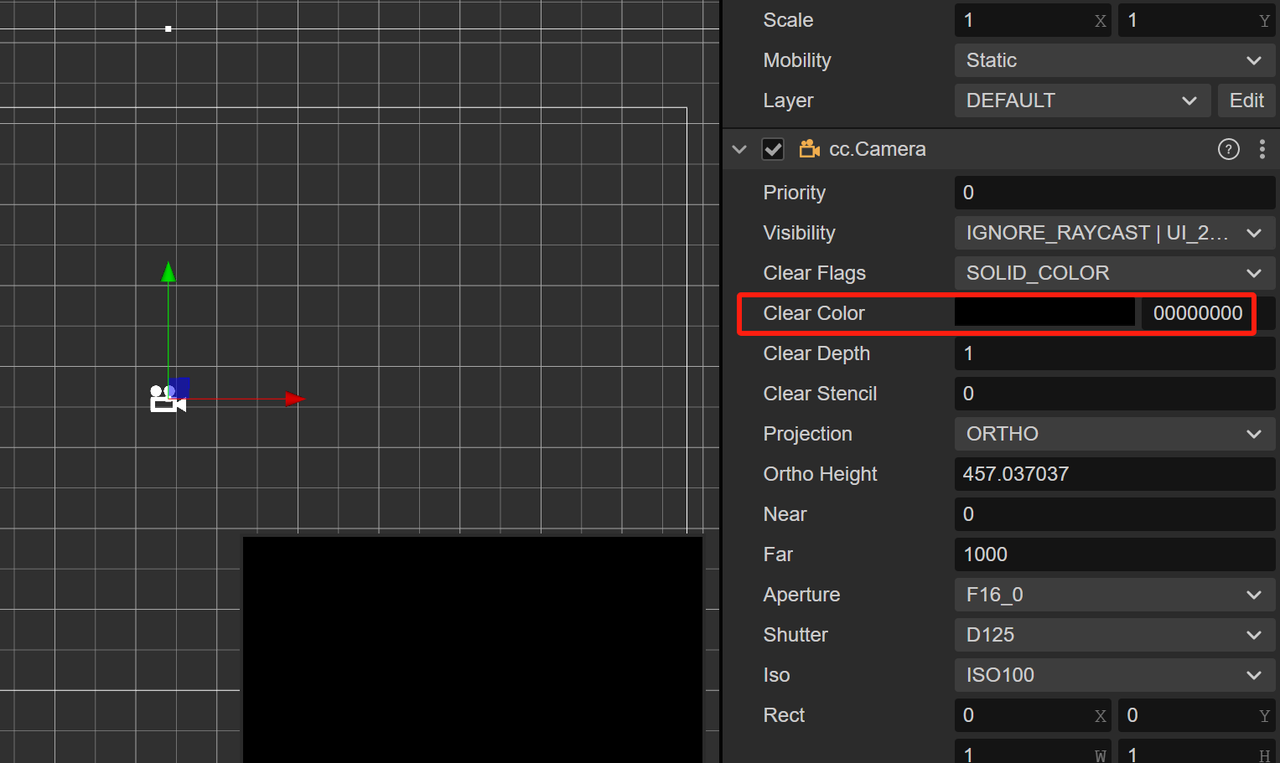 Scale 1 X 1 Y
Mobility Static
Layer DEFAULT Edit
cc.Camera ?
Priority 0
Visibility IGNORE_RAYCAST | UI_2...
Clear Flags SOLID_COLOR
Clear Color 00000000
Clear Depth 1
Clear Stencil 0
Projection ORTHO
Ortho Height 457.037037
Near 0
Far 1000
Aperture F16_0
Shutter D125
Iso ISO100
Rect 0 X 0 Y
1 W 1 H